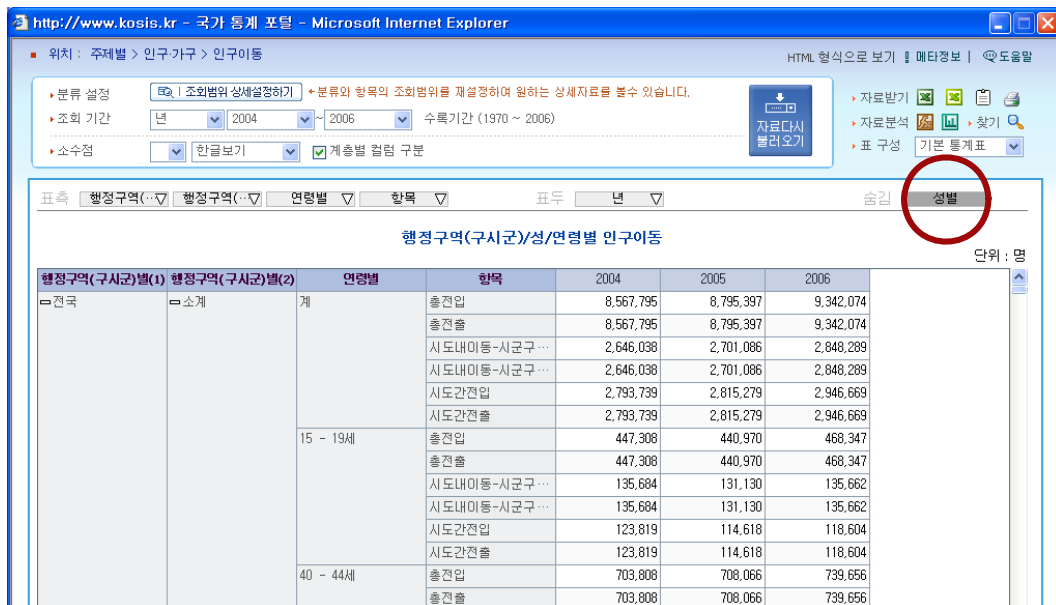 http://www.kosis.kr - 국가 통계 포털 - Microsoft Internet Explorer
위치 : 주제별 > 인구·가구 > 인구이동
HTML 형식으로 보기 메타정보 | 도움말
분류 설정 조회범위 상세설정하기 분류와 항목의 조회범위를 재설정하여 원하는 상세자료를 볼수 있습니다.
조회 기간 년 2004 ~ 2006 수록기간 (1970 ~ 2006)
소수점 한글보기 계층별 컬럼 구분
자료다시
불러오기
자료받기
자료분석 찾기
표 구성 기본 통계표
표측 행정구역(··▽ 행정구역(··▽ 연령별 ▽ 항목 ▽ 표두 년 ▽ 숨김 성별
행정구역(구시군)/성/연령별 인구이동
단위 : 명
행정구역(구시군)별(1) 행정구역(구시군)별(2) 연령별 항목 2004 2005 2006
전국 소계 계 총전입 8,567,795 8,795,397 9,342,074
총전출 8,567,795 8,795,397 9,342,074
시도내이동-시군구··· 2,646,038 2,701,086 2,848,289
시도내이동-시군구··· 2,646,038 2,701,086 2,848,289
시도간전입 2,793,739 2,815,279 2,946,669
시도간전출 2,793,739 2,815,279 2,946,669
15 - 19세 총전입 447,308 440,970 468,347
총전출 447,308 440,970 468,347
시도내이동-시군구··· 135,684 131,130 135,662
시도내이동-시군구··· 135,684 131,130 135,662
시도간전입 123,819 114,618 118,604
시도간전출 123,819 114,618 118,604
40 - 44세 총전입 703,808 708,066 739,656
총전출 703,808 708,066 739,656